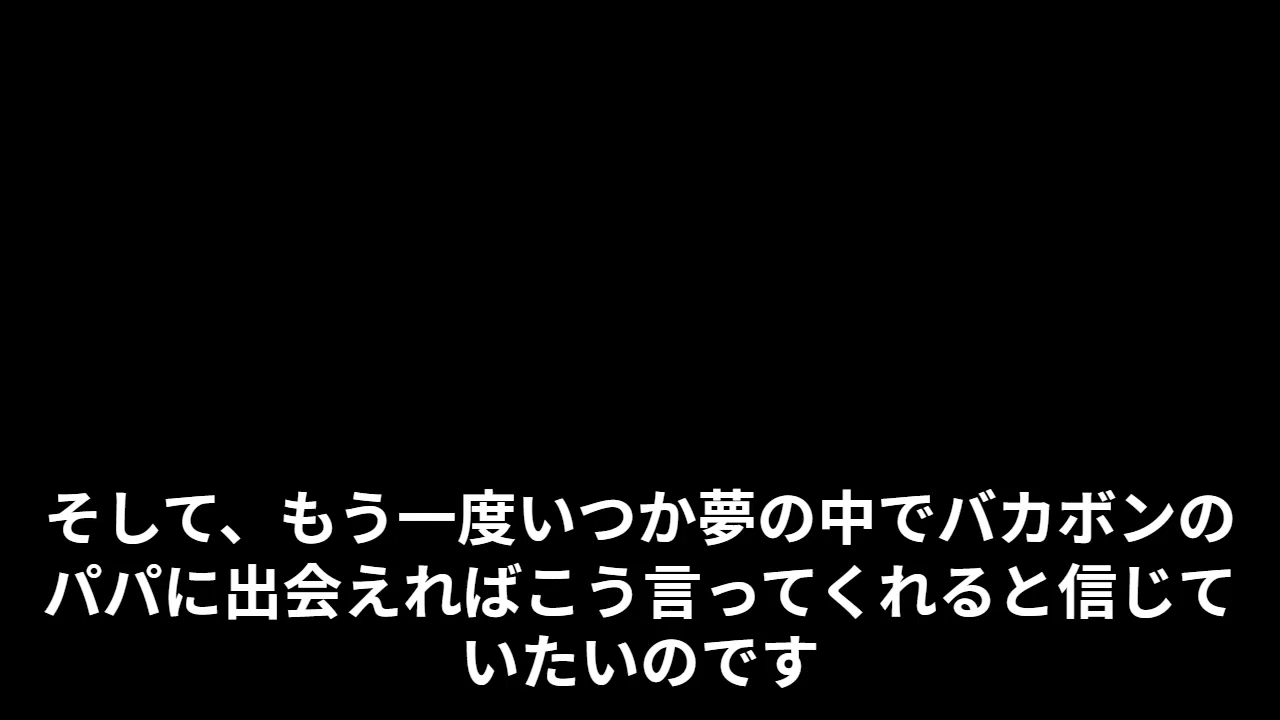 そして、もう一度いつか夢の中でバカボンの
パパに出会えればこう言ってくれると信じて
いたいのです